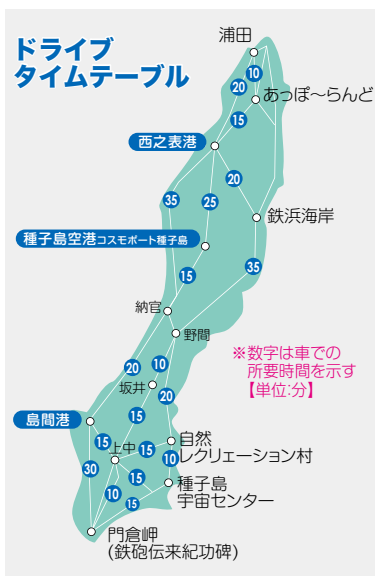 ドライブ
タイムテーブル
浦田
10
20
あっぽ〜らんど
15
西之表港
20
35
25
鉄浜海岸
種子島空港コスモポート種子島
35
15
納官
野間
※数字は車での
所要時間を示す
【単位:分】
20
10
坂井
20
島間港
15
15
上中
15
自然
レクリェーション村
10
30
15
種子島
宇宙センター
10
15
門倉岬
(鉄砲伝来紀功碑)